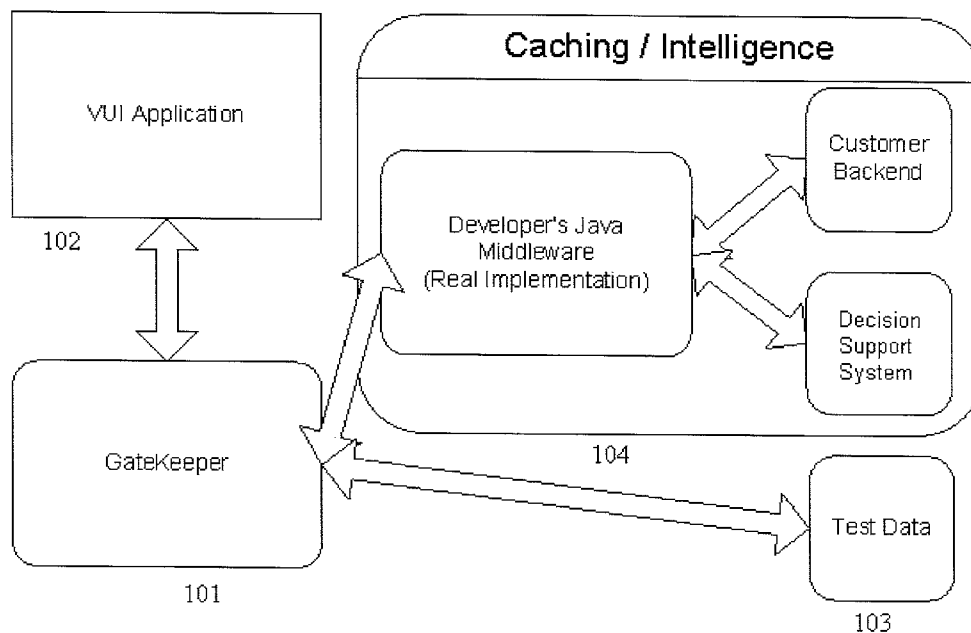 Caching / Intelligence
VUI Application
102
Developer's Java
Middleware
(Real Implementation)
Customer
Backend
Decision
Support
System
104
GateKeeper
101
Test Data
103